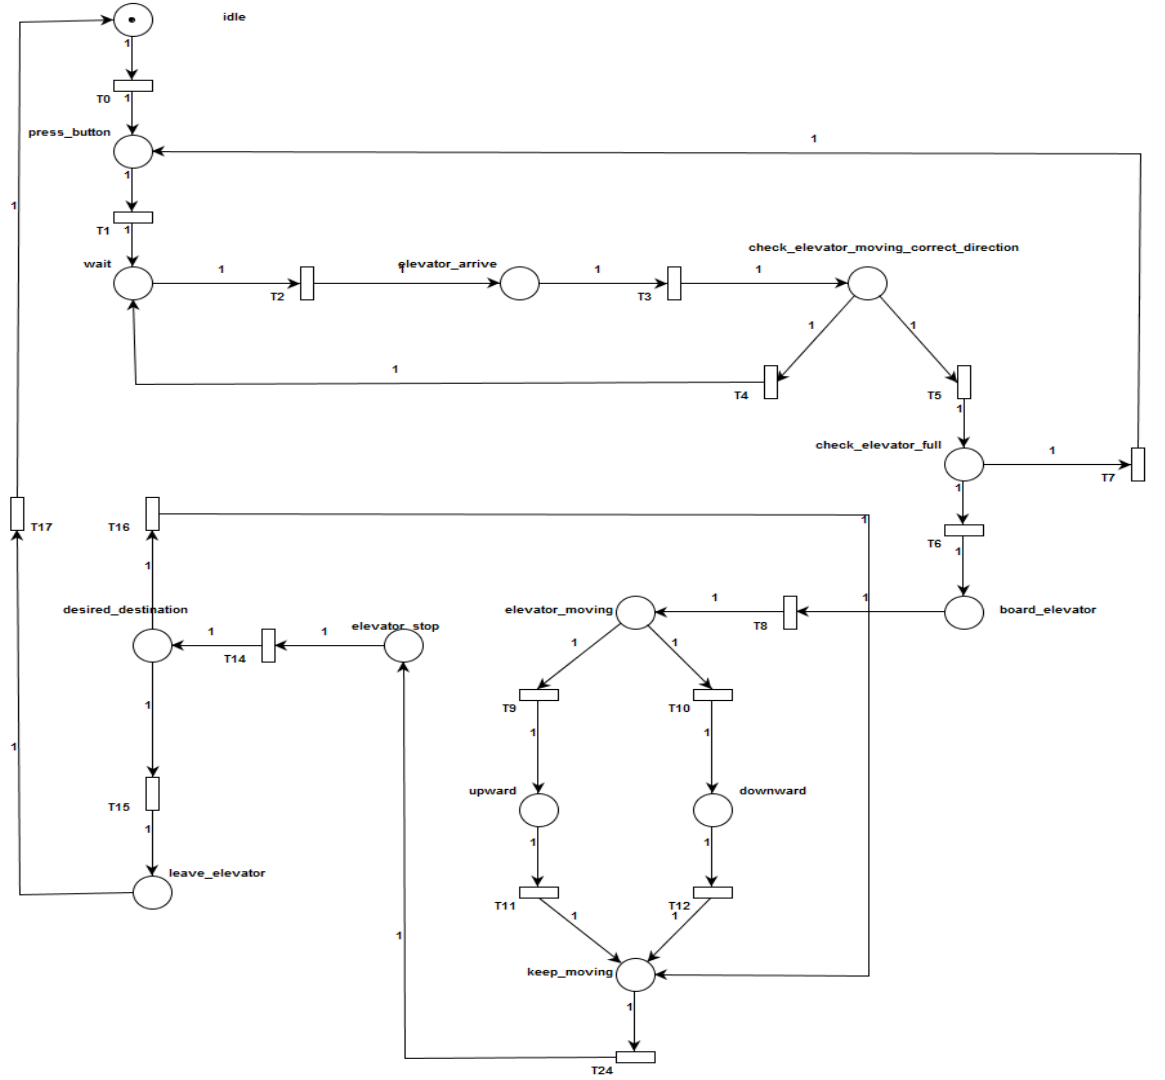 idle
1
T0
1
press_button
1
1
1
T1
1
wait
1
T2
1
elevator_arrive
1
T3
1
check_elevator_moving_correct_direction
1
1
1
T4
T5
1
check_elevator_full
1
T7
1
T6
1
T17
T16
1
1
desired_destination
1
T14
1
elevator_stop
elevator_moving
1
T8
1
board_elevator
1
1
T9
T10
1
1
1
1
upward
downward
T15
1
1
1
leave_elevator
T11
T12
1
1
1
keep_moving
1
T24